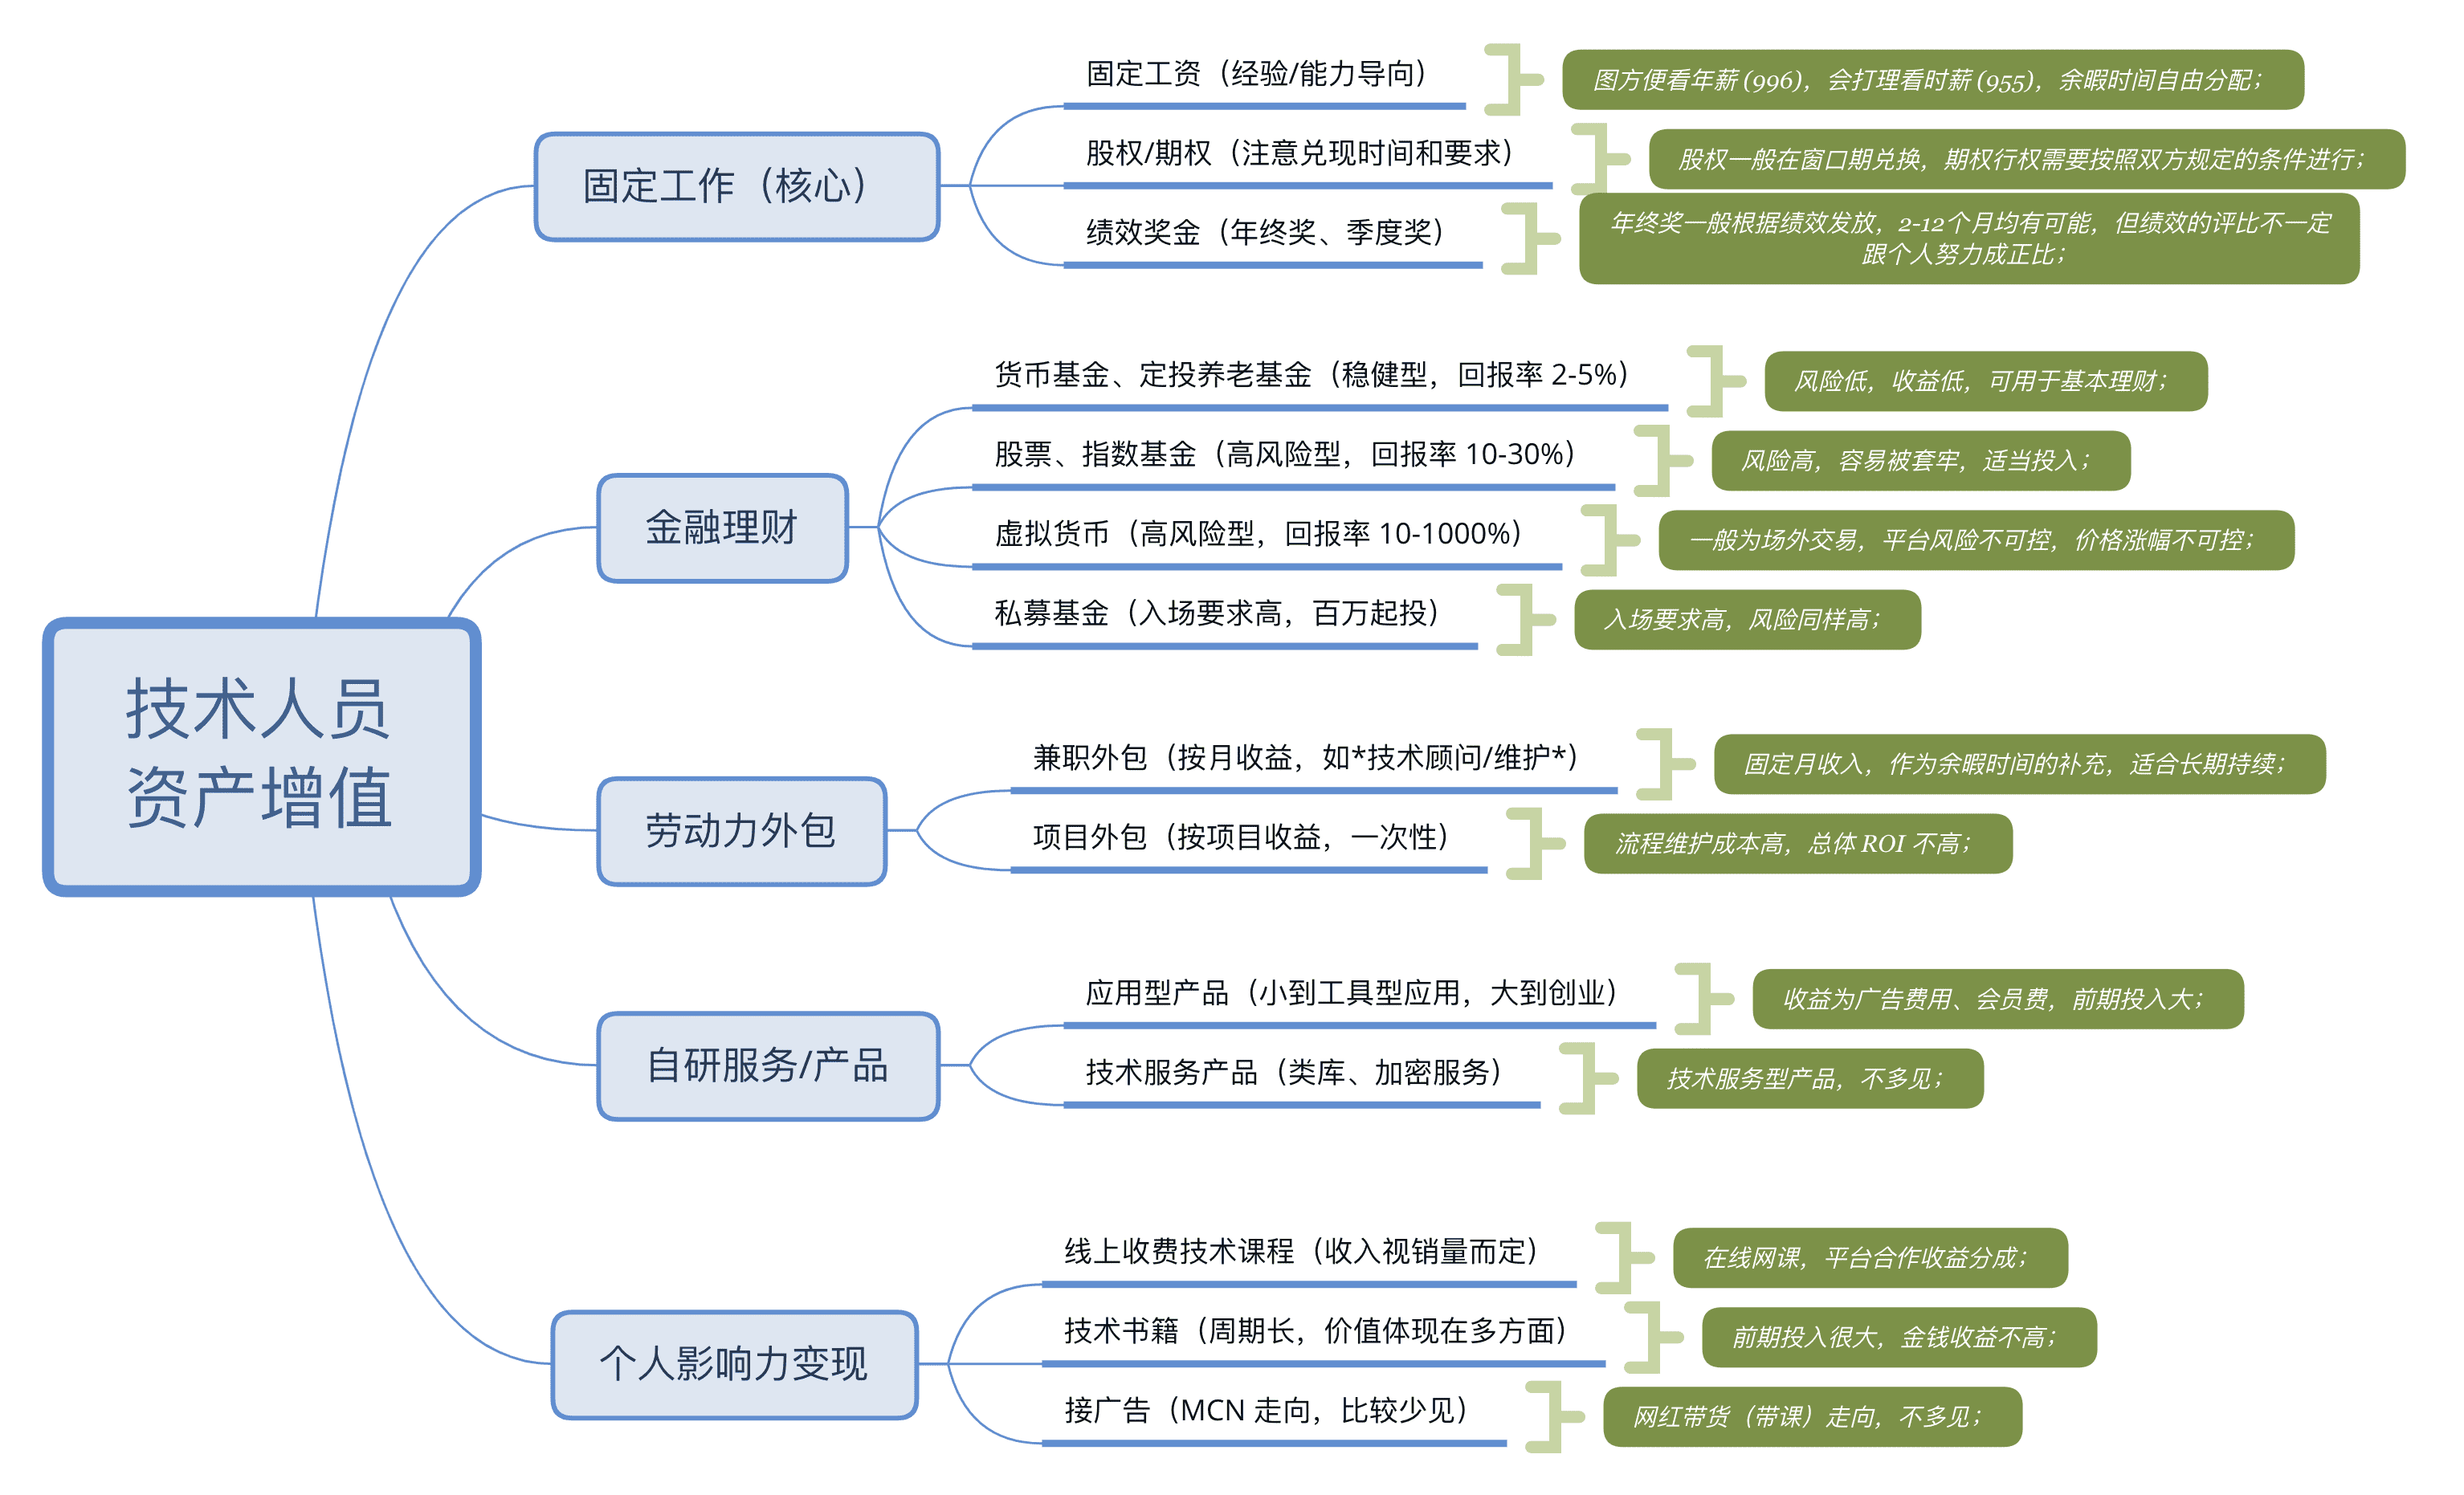 技术人员
资产增值
固定工作（核心）
固定工资（经验/能力导向）
图方便看年薪 (996)，会打理看时薪 (955)，余暇时间自由分配；
股权/期权（注意兑现时间和要求）
股权一般在窗口期兑换，期权行权需要按照双方规定的条件进行；
绩效奖金（年终奖、季度奖）
年终奖一般根据绩效发放，2-12个月均有可能，但绩效的评比不一定
跟个人努力成正比；
金融理财
货币基金、定投养老基金（稳健型，回报率 2-5%）
风险低，收益低，可用于基本理财；
股票、指数基金（高风险型，回报率 10-30%）
风险高，容易被套牢，适当投入；
虚拟货币（高风险型，回报率 10-1000%）
一般为场外交易，平台风险不可控，价格涨幅不可控；
私募基金（入场要求高，百万起投）
入场要求高，风险同样高；
劳动力外包
兼职外包（按月收益，如*技术顾问/维护*）
固定月收入，作为余暇时间的补充，适合长期持续；
项目外包（按项目收益，一次性）
流程维护成本高，总体 ROI 不高；
自研服务/产品
应用型产品（小到工具型应用，大到创业）
收益为广告费用、会员费，前期投入大；
技术服务产品（类库、加密服务）
技术服务型产品，不多见；
个人影响力变现
线上收费技术课程（收入视销量而定）
在线网课，平台合作收益分成；
技术书籍（周期长，价值体现在多方面）
前期投入很大，金钱收益不高；
接广告（MCN 走向，比较少见）
网红带货（带课）走向，不多见；